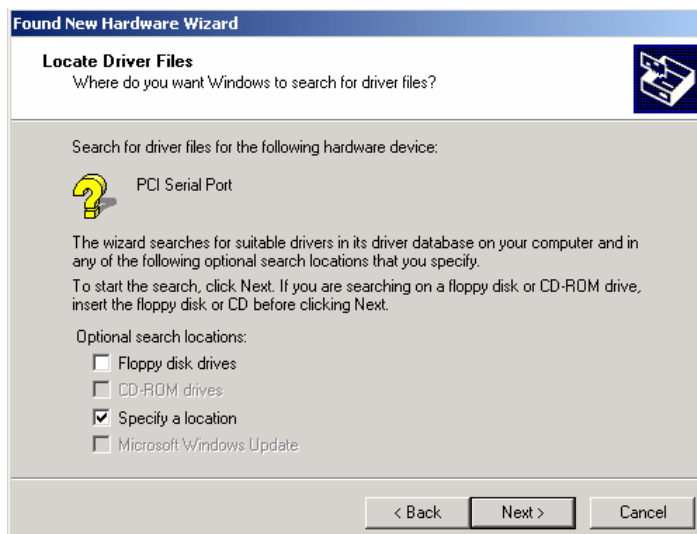 Found New Hardware Wizard
Locate Driver Files
Where do you want Windows to search for driver files?
Search for driver files for the following hardware device:
PCI Serial Port
The wizard searches for suitable drivers in its driver database on your computer and in
any of the following optional search locations that you specify.
To start the search, click Next. If you are searching on a floppy disk or CD-ROM drive,
insert the floppy disk or CD before clicking Next.
Optional search locations:
Floppy disk drives
CD-ROM drives
Specify a location
Microsoft Windows Update
< Back Next > Cancel